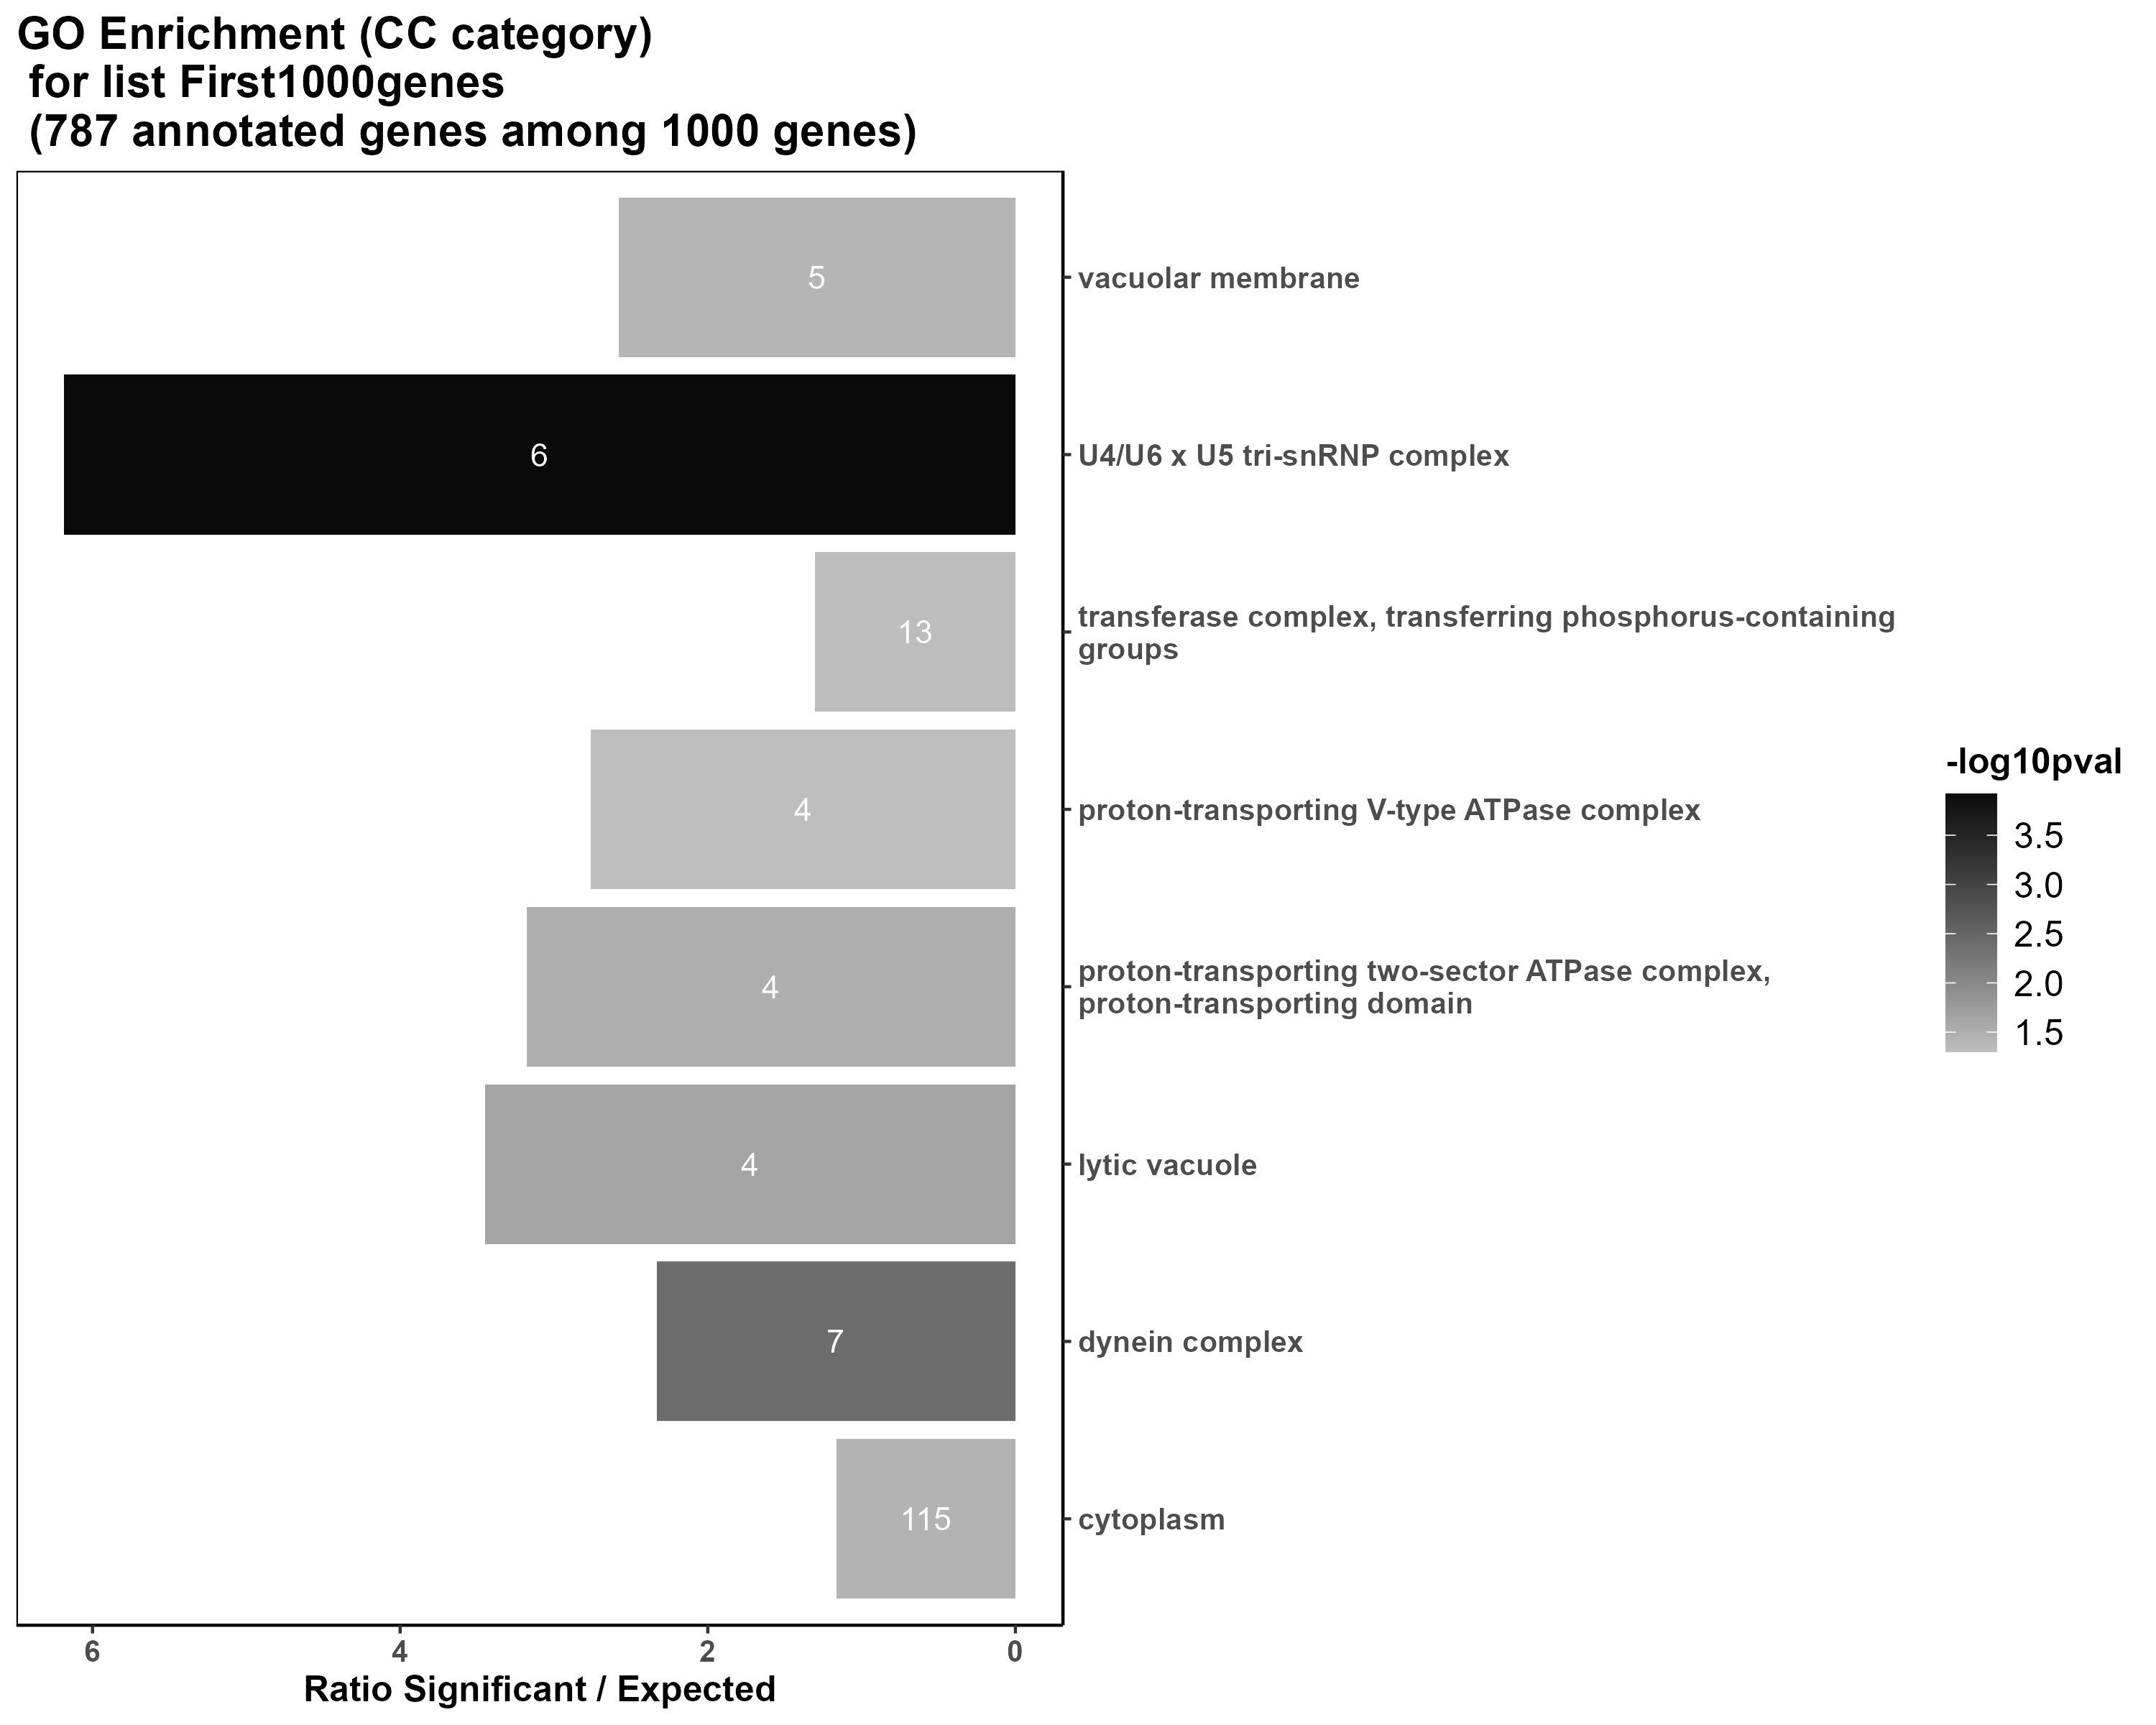 GO Enrichment (CC category)
for list First1000genes
(787 annotated genes among 1000 genes)
5
vacuolar membrane
6
U4/U6 x U5 tri-snRNP complex
13
transferase complex, transferring phosphorus-containing
groups
4
proton-transporting V-type ATPase complex
4
proton-transporting two-sector ATPase complex,
proton-transporting domain
4
lytic vacuole
7
dynein complex
115
cytoplasm
6 4 2 0
Ratio Significant / Expected
-log10pval
3.5
3.0
2.5
2.0
1.5